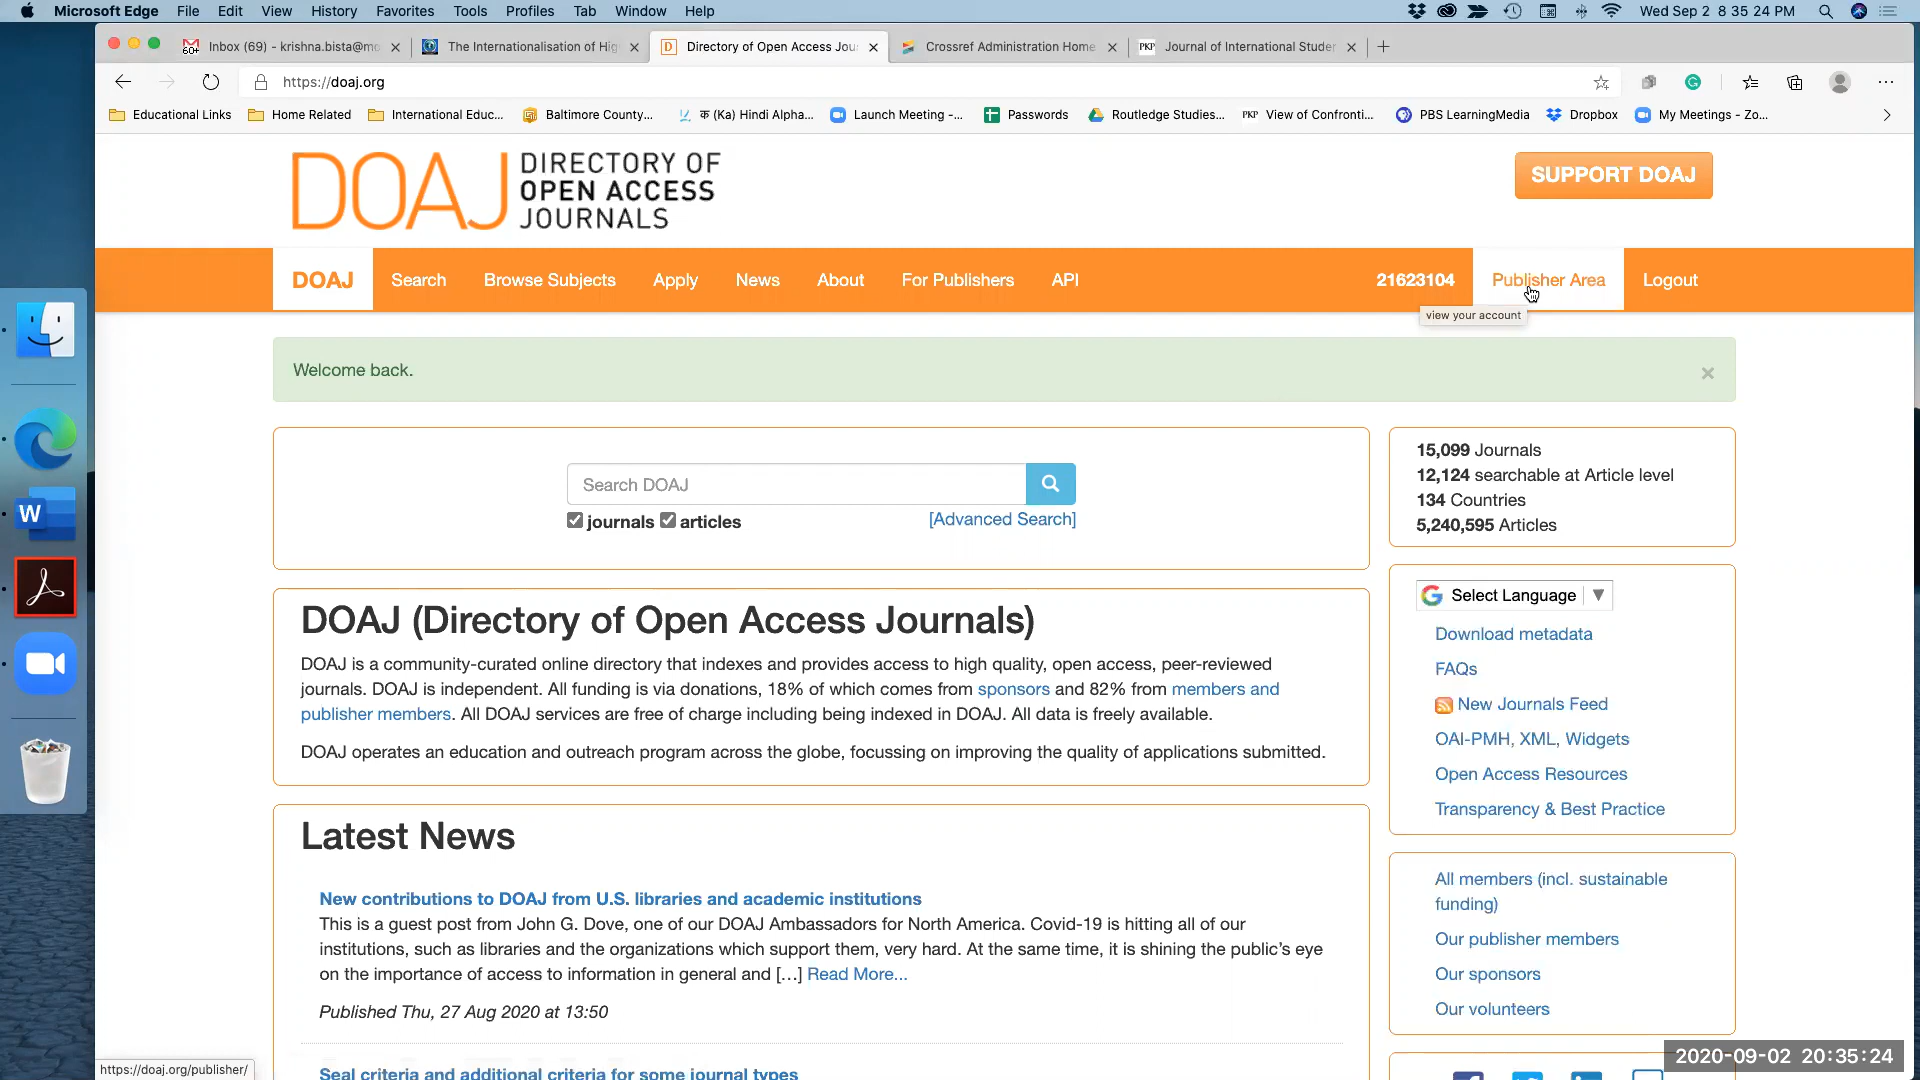 Microsoft Edge File Edit View History Favorites Tools Profiles Tab Window Help
Wed Sep 2 8 35 24 PM
60+ Inbox (69) - krishna.bista@mo
The Internationalisation of Hig
D Directory of Open Access Jou
Crossref Administration Home
PKP Journal of International Studer
https://doaj.org
Educational Links
Home Related
International Educ...
Baltimore County...
क (Ka) Hindi Alpha...
Launch Meeting -...
Passwords
Routledge Studies...
PKP View of Confronti...
PBS LearningMedia
Dropbox
My Meetings - Zo...
DOAJ DIRECTORY OF
OPEN ACCESS
JOURNALS
SUPPORT DOAJ
DOAJ Search Browse Subjects Apply News About For Publishers API 21623104 Publisher Area Logout
view your account
Welcome back.
×
Search DOAJ
journals articles [Advanced Search]
15,099 Journals
12,124 searchable at Article level
134 Countries
5,240,595 Articles
DOAJ (Directory of Open Access Journals)
DOAJ is a community-curated online directory that indexes and provides access to high quality, open access, peer-reviewed
journals. DOAJ is independent. All funding is via donations, 18% of which comes from sponsors and 82% from members and
publisher members. All DOAJ services are free of charge including being indexed in DOAJ. All data is freely available.
DOAJ operates an education and outreach program across the globe, focussing on improving the quality of applications submitted.
G Select Language ▼
Download metadata
FAQs
New Journals Feed
OAI-PMH, XML, Widgets
Open Access Resources
Transparency & Best Practice
Latest News
New contributions to DOAJ from U.S. libraries and academic institutions
This is a guest post from John G. Dove, one of our DOAJ Ambassadors for North America. Covid-19 is hitting all of our
institutions, such as libraries and the organizations which support them, very hard. At the same time, it is shining the public's eye
on the importance of access to information in general and […] Read More...
Published Thu, 27 Aug 2020 at 13:50
Seal criteria and additional criteria for some journal types
All members (incl. sustainable
funding)
Our publisher members
Our sponsors
Our volunteers
W
https://doaj.org/publisher/
2020-09-02 20:35:24